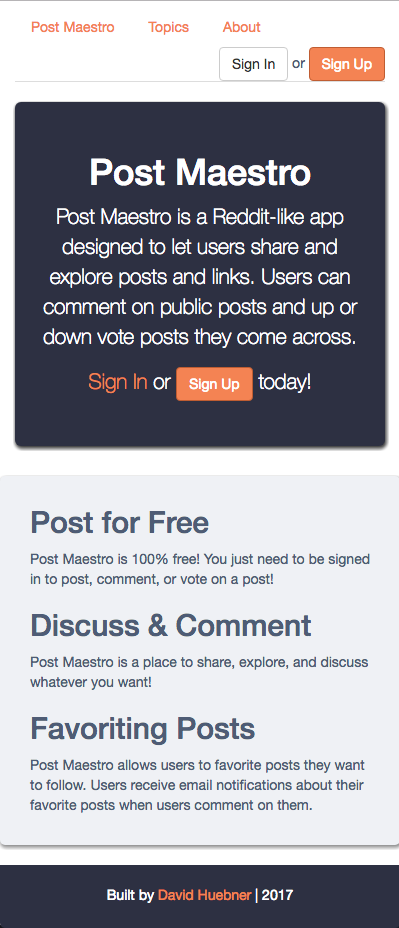 Post Maestro Topics About
Sign In or Sign Up
Post Maestro
Post Maestro is a Reddit-like app
designed to let users share and
explore posts and links. Users can
comment on public posts and up or
down vote posts they come across.
Sign In or Sign Up today!
Post for Free
Post Maestro is 100% free! You just need to be signed
in to post, comment, or vote on a post!
Discuss & Comment
Post Maestro is a place to share, explore, and discuss
whatever you want!
Favoriting Posts
Post Maestro allows users to favorite posts they want
to follow. Users receive email notifications about their
favorite posts when users comment on them.
Built by David Huebner | 2017